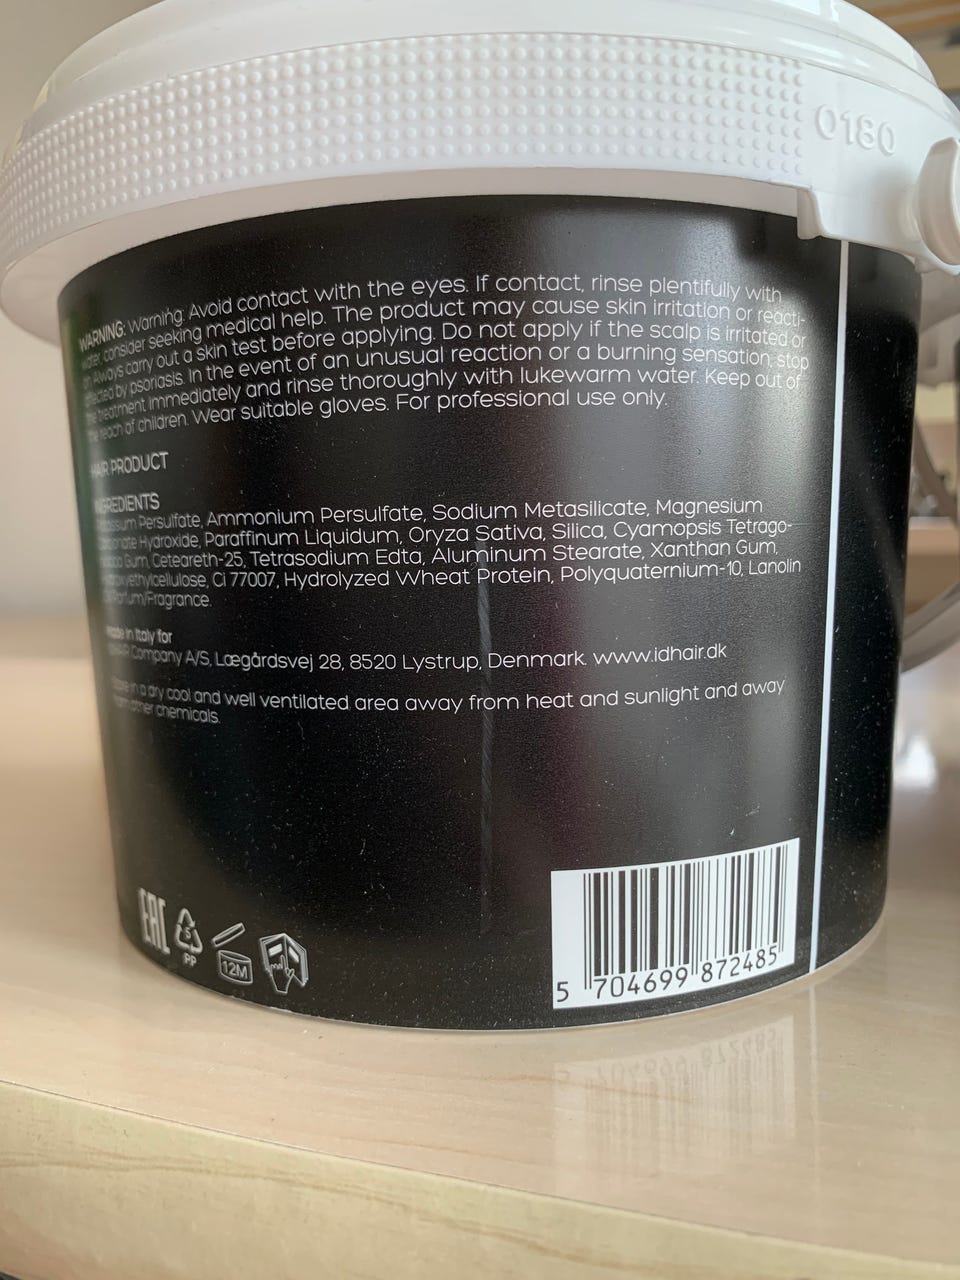 0180
WARNING: Warning: Avoid contact with the eyes. If contact, rinse plentifully with
water, consider seeking medical help. The product may cause skin irritation or reacti-
on. Always carry out a skin test before applying. Do not apply if the scalp is irritated or
affected by psoriasis. In the event of an unusual reaction or a burning sensation, stop
the treatment immediately and rinse thoroughly with lukewarm water. Keep out of
the reach of children. Wear suitable gloves. For professional use only.
HAIR PRODUCT
INGREDIENTS
Potassium Persulfate, Ammonium Persulfate, Sodium Metasilicate, Magnesium
Carbonate Hydroxide, Paraffinum Liquidum, Oryza Sativa, Silica, Cyamopsis Tetrago-
noloba Gum, Ceteareth-25, Tetrasodium Edta, Aluminum Stearate, Xanthan Gum,
Hydroxyethylcellulose, Ci 77007, Hydrolyzed Wheat Protein, Polyquaternium-10, Lanolin
Parfum/Fragrance.
Made in Italy for
IdHAIR Company A/S, Lægårdsvej 28, 8520 Lystrup, Denmark. www.idhair.dk
Store in a dry cool and well ventilated area away from heat and sunlight and away
from other chemicals.
EAC
5
PP
12M
5 704699 872485